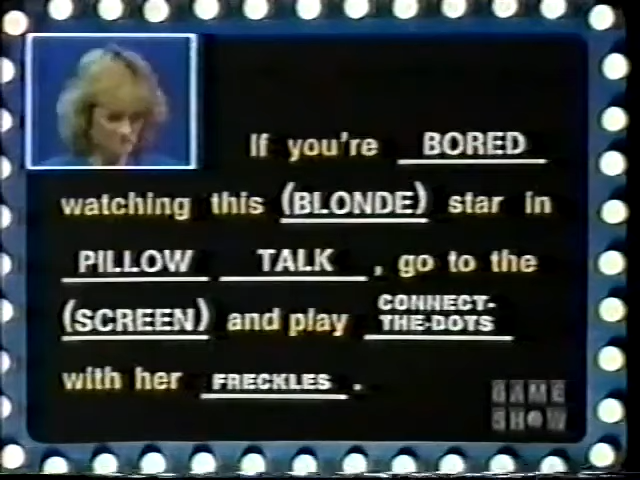 If you're BORED
watching this (BLONDE) star in
PILLOW TALK, go to the
(SCREEN) and play CONNECT-
THE-DOTS
with her FRECKLES.
GAME
SHOW